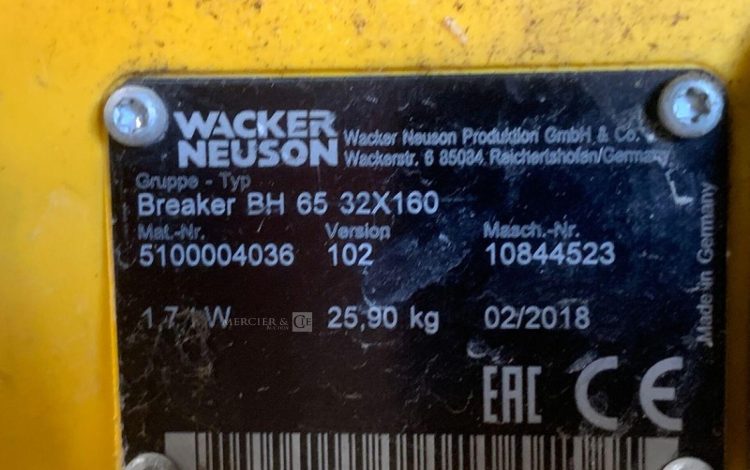 WACKER
NEUSON
Wacker Neuson Produktion GmbH & Co.
Wackerstr. 6 85084 Reichertshofen/Germany
Gruppe - Typ
Breaker BH 65 32X160
Mat.-Nr. Version Masch.-Nr.
5100004036 102 10844523
kW 25,90 kg 02/2018
MERCIER & Cie
AUCTION
EAC CE
Made in Germany